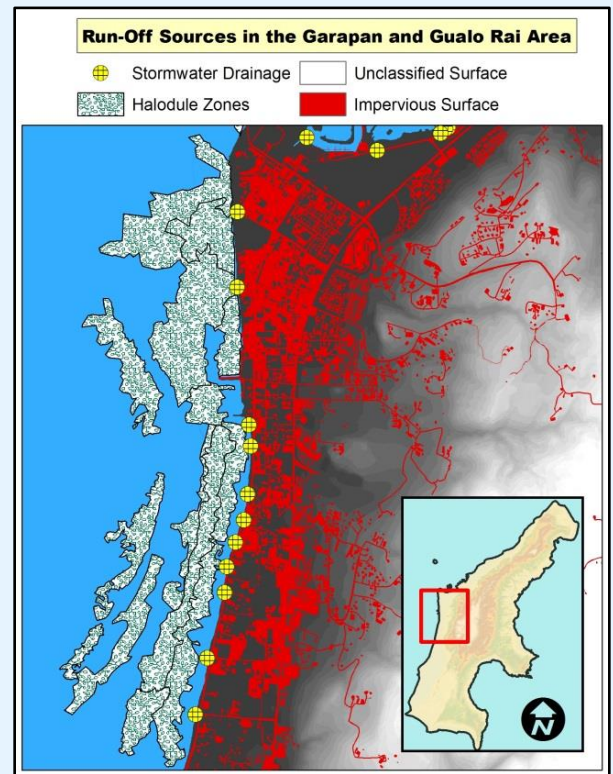 Run-Off Sources in the Garapan and Gualo Rai Area
Stormwater Drainage
Unclassified Surface
Halodule Zones
Impervious Surface
N